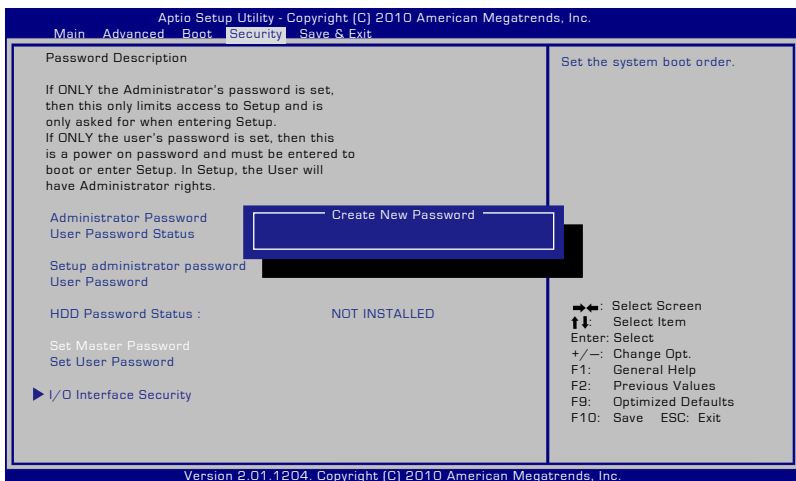 Aptio Setup Utility - Copyright (C) 2010 American Megatrends, Inc.
Main Advanced Boot Security Save & Exit
Password Description
If ONLY the Administrator's password is set,
then this only limits access to Setup and is
only asked for when entering Setup.
If ONLY the user's password is set, then this
is a power on password and must be entered to
boot or enter Setup. In Setup, the User will
have Administrator rights.
Administrator Password
User Password Status
Create New Password
Setup administrator password
User Password
HDD Password Status : NOT INSTALLED
Set Master Password
Set User Password
I/O Interface Security
Set the system boot order.
→←: Select Screen
↑↓: Select Item
Enter: Select
+/—: Change Opt.
F1: General Help
F2: Previous Values
F9: Optimized Defaults
F10: Save ESC: Exit
Version 2.01.1204. Copyright (C) 2010 American Megatrends, Inc.